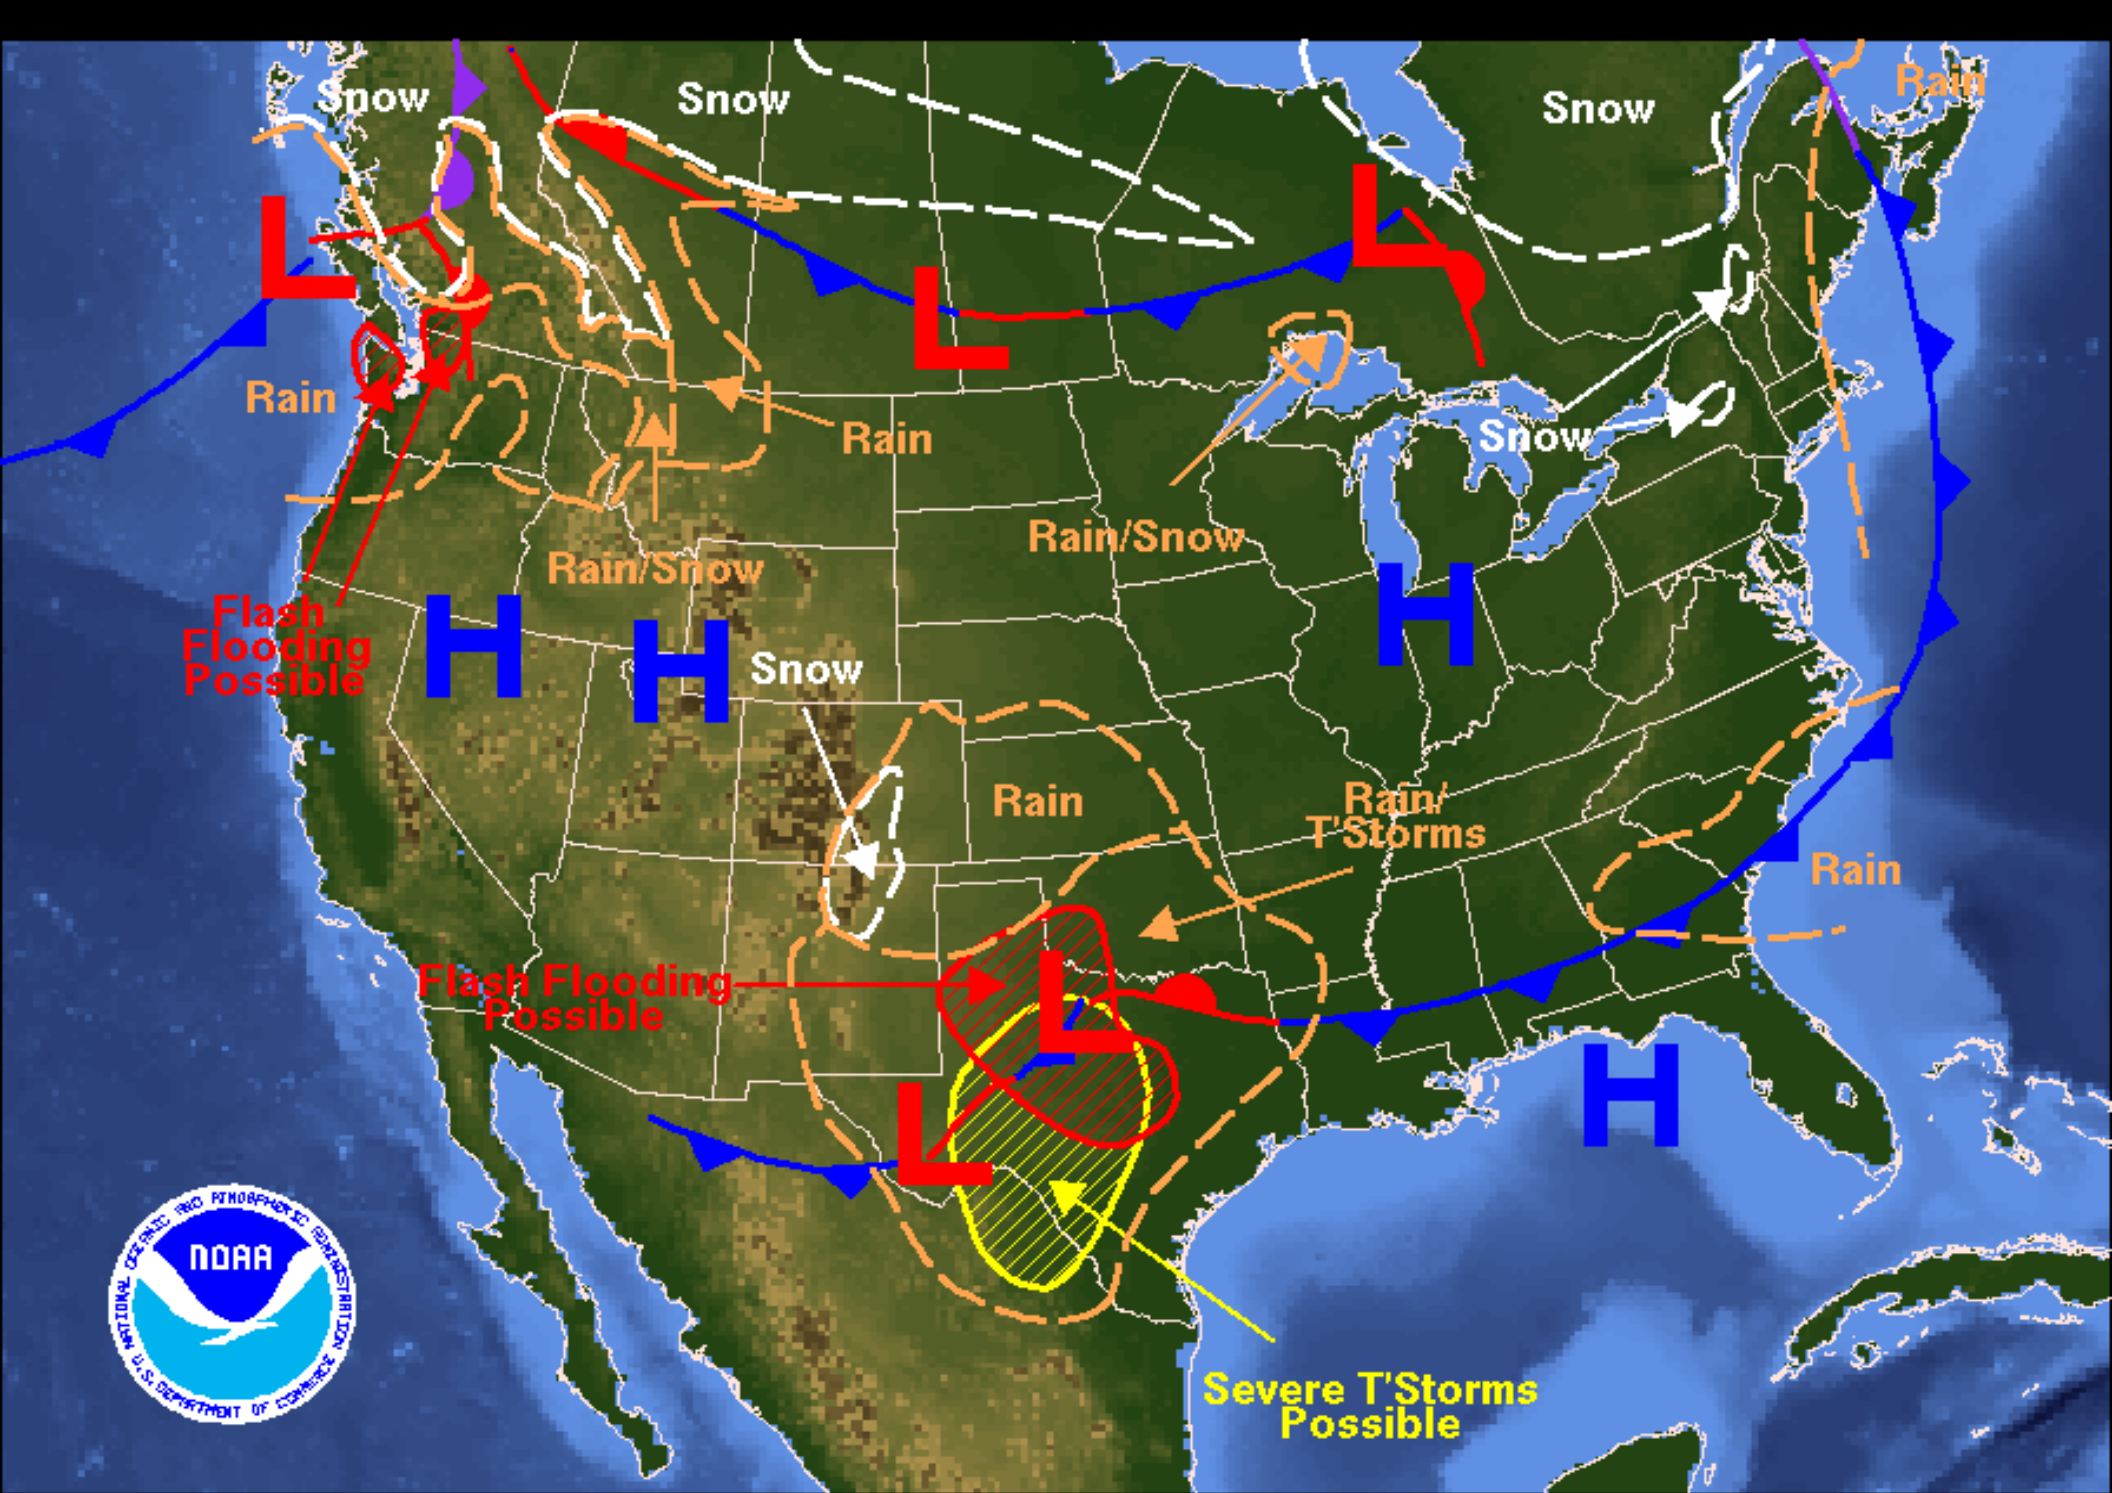 Snow
Snow
Snow
Rain
L
L
L
Rain
Rain
Snow
Rain/Snow
Rain/Snow
Flash
Flooding
Possible
H
H
H
Snow
Rain
Rain/
T'Storms
Rain
Flash Flooding
Possible
L
L
H
NATIONAL OCEANIC AND ATMOSPHERIC ADMINISTRATION
NOAA
U.S. DEPARTMENT OF COMMERCE
Severe T'Storms
Possible